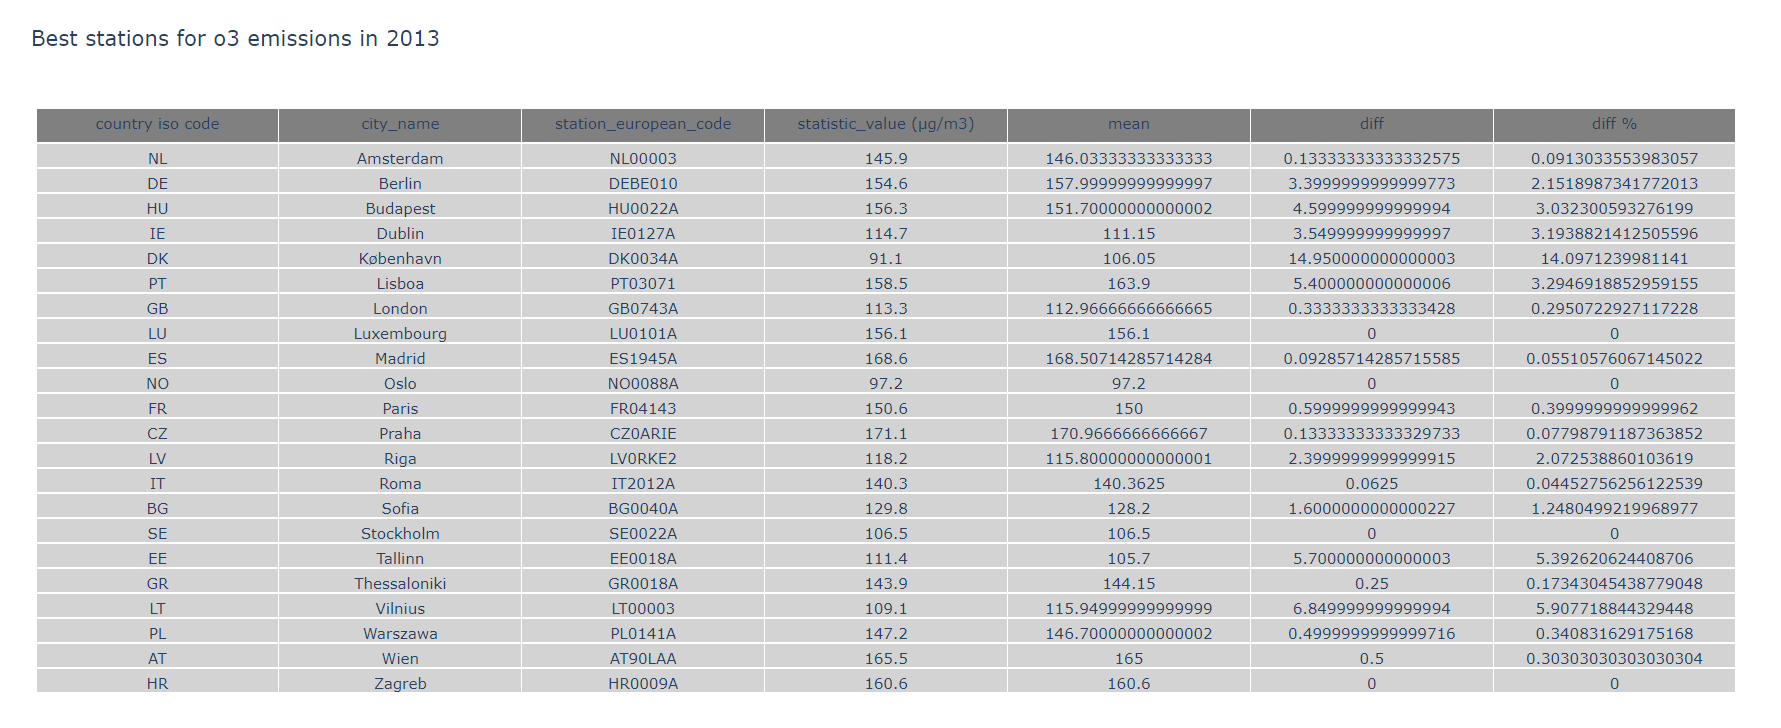 Best stations for o3 emissions in 2013
country iso code city_name station_european_code statistic_value (µg/m3) mean diff diff %
NL Amsterdam NL00003 145.9 146.03333333333333 0.13333333333332575 0.0913033553983057
DE Berlin DEBE010 154.6 157.99999999999997 3.3999999999999773 2.1518987341772013
HU Budapest HU0022A 156.3 151.70000000000002 4.599999999999994 3.032300593276199
IE Dublin IE0127A 114.7 111.15 3.549999999999997 3.1938821412505596
DK København DK0034A 91.1 106.05 14.950000000000003 14.0971239981141
PT Lisboa PT03071 158.5 163.9 5.400000000000006 3.2946918852959155
GB London GB0743A 113.3 112.96666666666665 0.3333333333333428 0.2950722927117228
LU Luxembourg LU0101A 156.1 156.1 0 0
ES Madrid ES1945A 168.6 168.50714285714284 0.09285714285715585 0.05510576067145022
NO Oslo NO0088A 97.2 97.2 0 0
FR Paris FR04143 150.6 150 0.5999999999999943 0.3999999999999962
CZ Praha CZ0ARIE 171.1 170.9666666666667 0.13333333333329733 0.07798791187363852
LV Riga LV0RKE2 118.2 115.80000000000001 2.3999999999999915 2.072538860103619
IT Roma IT2012A 140.3 140.3625 0.0625 0.04452756256122539
BG Sofia BG0040A 129.8 128.2 1.6000000000000227 1.2480499219968977
SE Stockholm SE0022A 106.5 106.5 0 0
EE Tallinn EE0018A 111.4 105.7 5.700000000000003 5.392620624408706
GR Thessaloniki GR0018A 143.9 144.15 0.25 0.17343045438779048
LT Vilnius LT00003 109.1 115.94999999999999 6.849999999999994 5.907718844329448
PL Warszawa PL0141A 147.2 146.70000000000002 0.4999999999999716 0.340831629175168
AT Wien AT90LAA 165.5 165 0.5 0.30303030303030304
HR Zagreb HR0009A 160.6 160.6 0 0